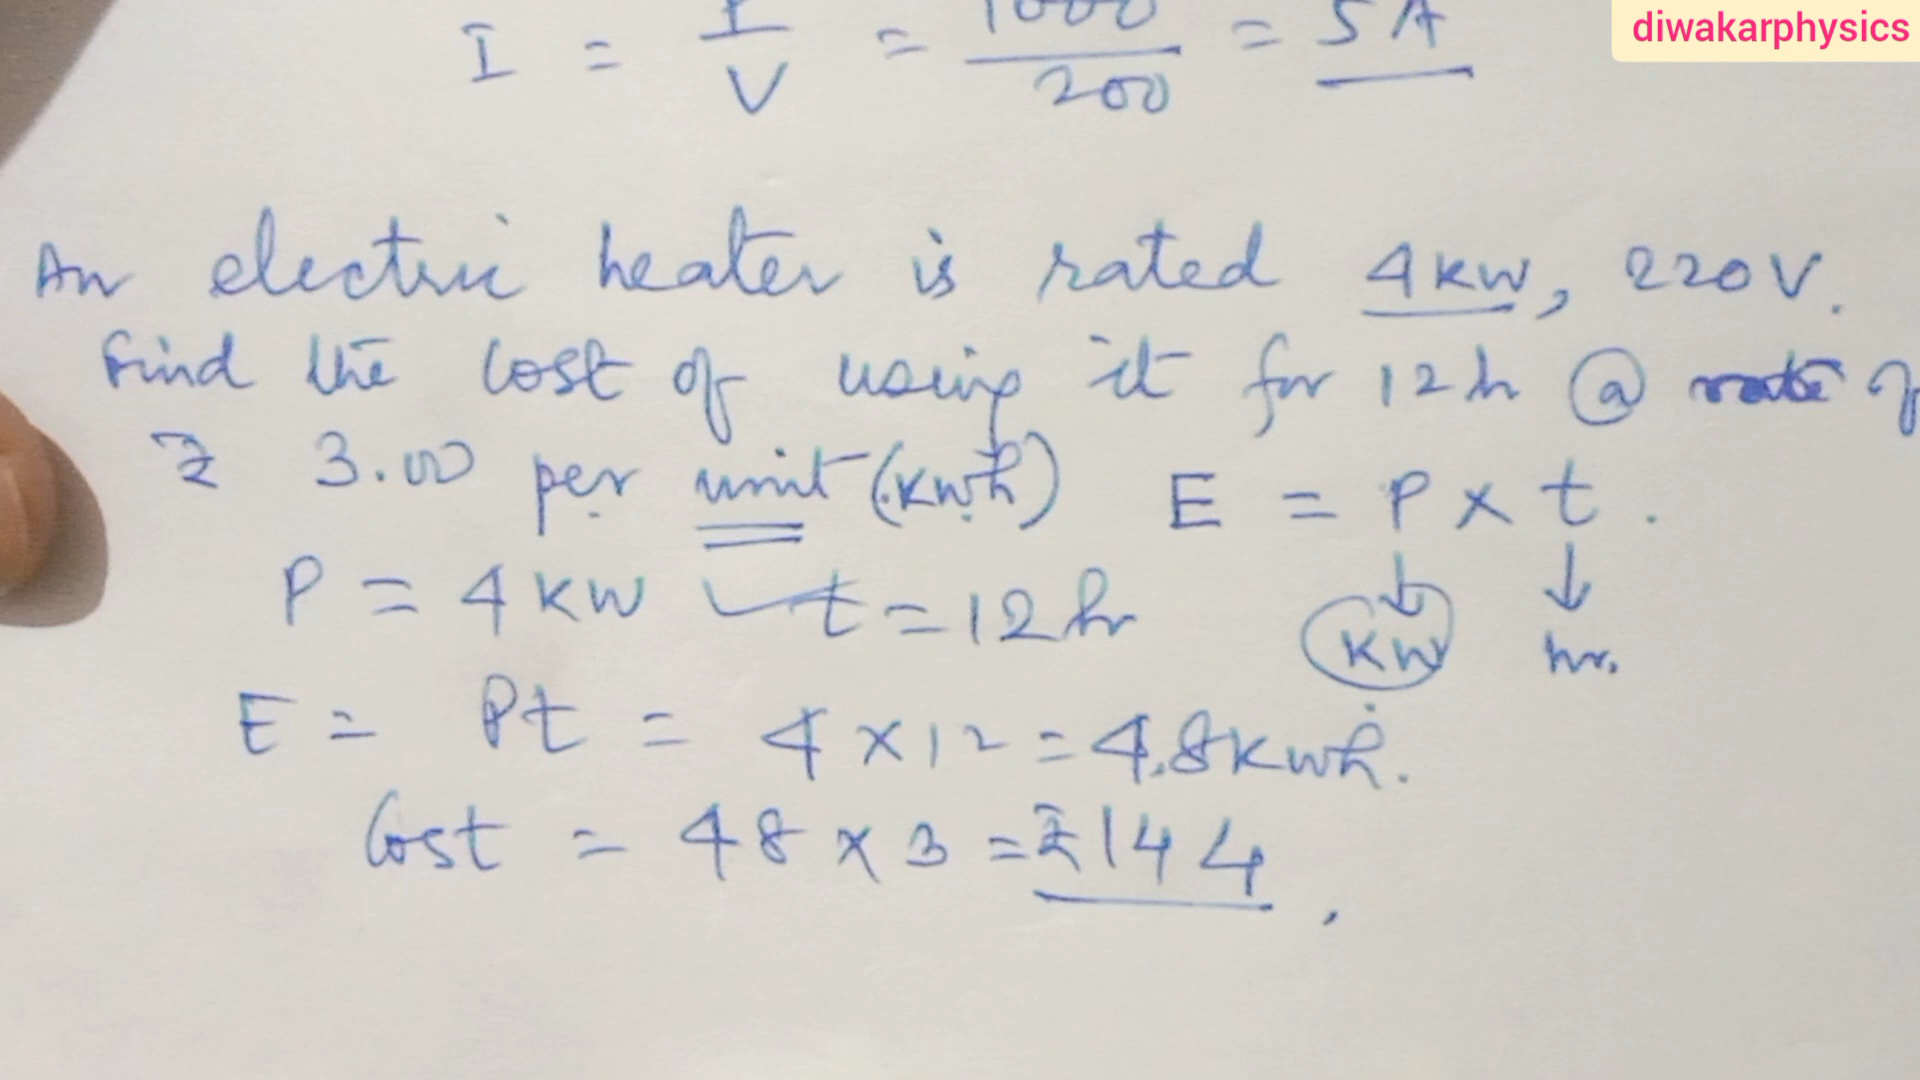 diwakarphysics
I = P/V = 1000/200 = 5A
An electric heater is rated 4KW, 220V.
Find the cost of using it for 12h @ rate of
₹ 3.00 per unit (kwh) E = P x t.
KW hr.
P = 4KW t = 12hr
E = Pt = 4 x 12 = 4.8Kwh.
Cost = 48 x 3 = ₹144,